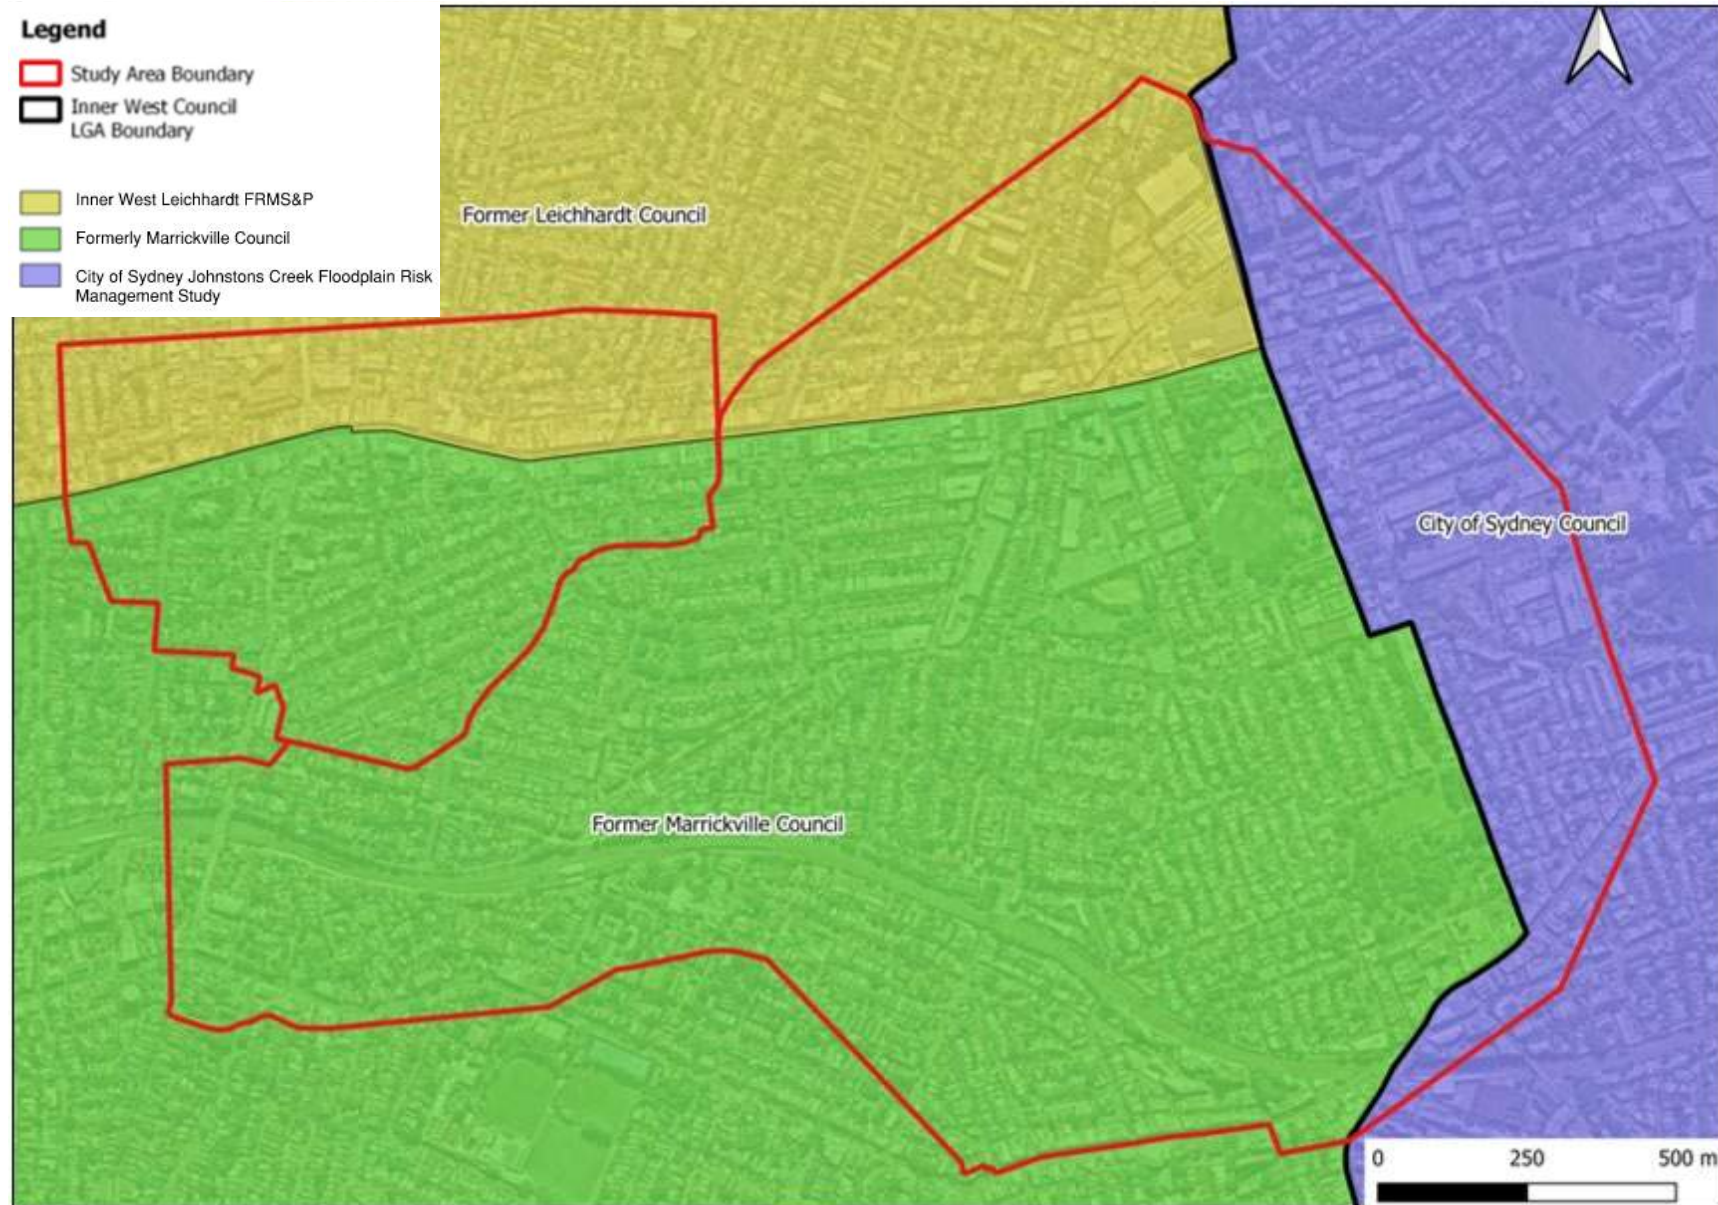 Legend
Study Area Boundary
Inner West Council
LGA Boundary
Inner West Leichhardt FRMS&P
Formerly Marrickville Council
City of Sydney Johnstons Creek Floodplain Risk
Management Study
Former Leichhardt Council
City of Sydney Council
Former Marrickville Council
0 250 500 m